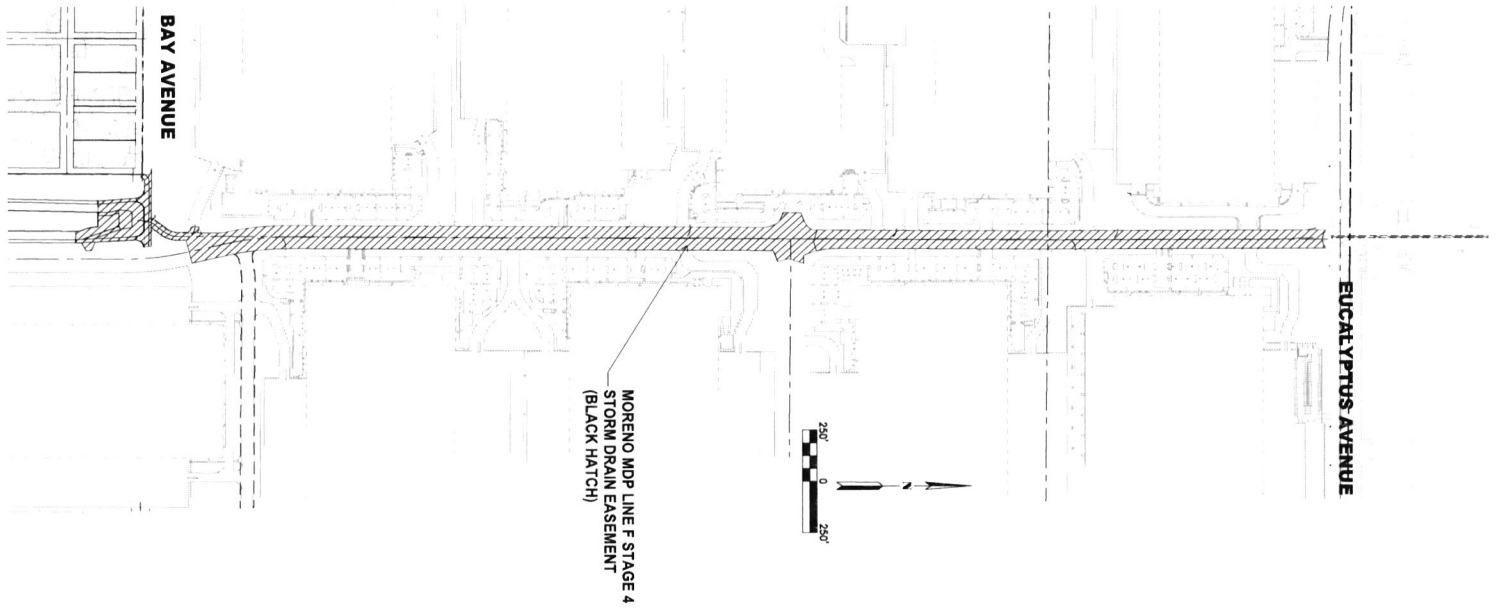 BAY AVENUE
EUCALYPTUS AVENUE
MORENO MDP LINE F STAGE 4
STORM DRAIN EASEMENT
(BLACK HATCH)
250'
0
250'
N